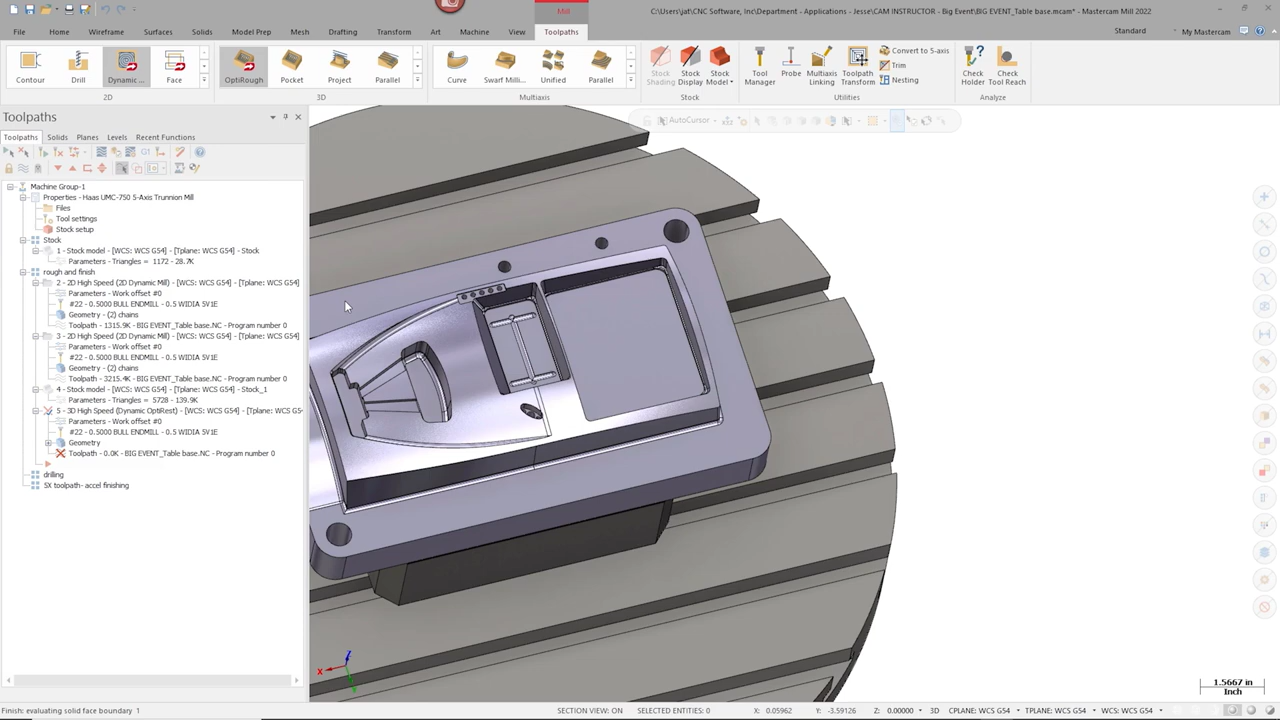 Mill
C:\Users\jat\CNC Software, Inc\Department - Applications - Jesse\CAM INSTRUCTOR - Big Event\BIG EVENT_Table base.mcam* - Mastercam Mill 2022
File Home Wireframe Surfaces Solids Model Prep Mesh Drafting Transform Art Machine View Toolpaths Standard My Mastercam
Contour Drill Dynamic ... Face OptiRough Pocket Project Parallel Curve Swarf Milli... Unified Parallel Stock Shading Stock Display Stock Model Tool Manager Probe Multiaxis Linking Toolpath Transform Convert to 5-axis Trim Nesting Check Holder Check Tool Reach
2D 3D Multiaxis Stock Utilities Analyze
Toolpaths
Toolpaths Solids Planes Levels Recent Functions
AutoCursor
G1
Machine Group-1
Properties - Haas UMC-750 5-Axis Trunnion Mill
Files
Tool settings
Stock setup
Stock
1 - Stock model - [WCS: WCS G54] - [Tplane: WCS G54] - Stock
Parameters - Triangles = 1172 - 28.7K
rough and finish
2 - 2D High Speed (2D Dynamic Mill) - [WCS: WCS G54] - [Tplane: WCS G54]
Parameters - Work offset #0
#22 - 0.5000 BULL ENDMILL - 0.5 WIDIA SV1E
Geometry - (2) chains
Toolpath - 1315.9K - BIG EVENT_Table base.NC - Program number 0
3 - 2D High Speed (2D Dynamic Mill) - [WCS: WCS G54] - [Tplane: WCS G54]
Parameters - Work offset #0
#22 - 0.5000 BULL ENDMILL - 0.5 WIDIA SV1E
Geometry - (2) chains
Toolpath - 3215.4K - BIG EVENT_Table base.NC - Program number 0
4 - Stock model - [WCS: WCS G54] - [Tplane: WCS G54] - Stock_1
Parameters - Triangles = 5728 - 139.9K
5 - 3D High Speed (Dynamic OptiRest) - [WCS: WCS G54] - [Tplane: WCS G54
Parameters - Work offset #0
#22 - 0.5000 BULL ENDMILL - 0.5 WIDIA SV1E
Geometry
Toolpath - 0.0K - BIG EVENT_Table base.NC - Program number 0
drilling
5X toolpath- accel finishing
Z
X
Y
1.5667 in
Inch
Finish: evaluating solid face boundary 1 SECTION VIEW: ON SELECTED ENTITIES: 0 X: 0.05962 Y: -3.59126 Z: 0.00000 3D CPLANE: WCS G54 TPLANE: WCS G54 WCS: WCS G54